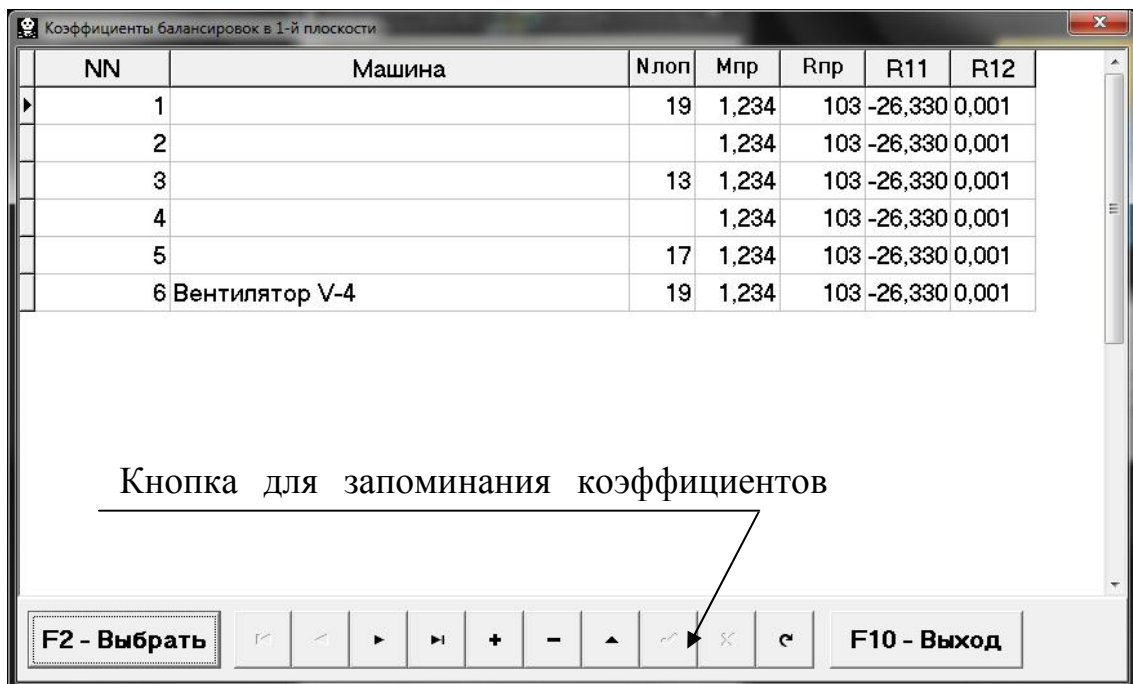 Коэффициенты балансировок в 1-й плоскости
NN Машина Nлоп Мпр Rпр R11 R12
1 19 1,234 103 -26,330 0,001
2 1,234 103 -26,330 0,001
3 13 1,234 103 -26,330 0,001
4 1,234 103 -26,330 0,001
5 17 1,234 103 -26,330 0,001
6 Вентилятор V-4 19 1,234 103 -26,330 0,001
Кнопка для запоминания коэффициентов
F2 - Выбрать F10 - Выход